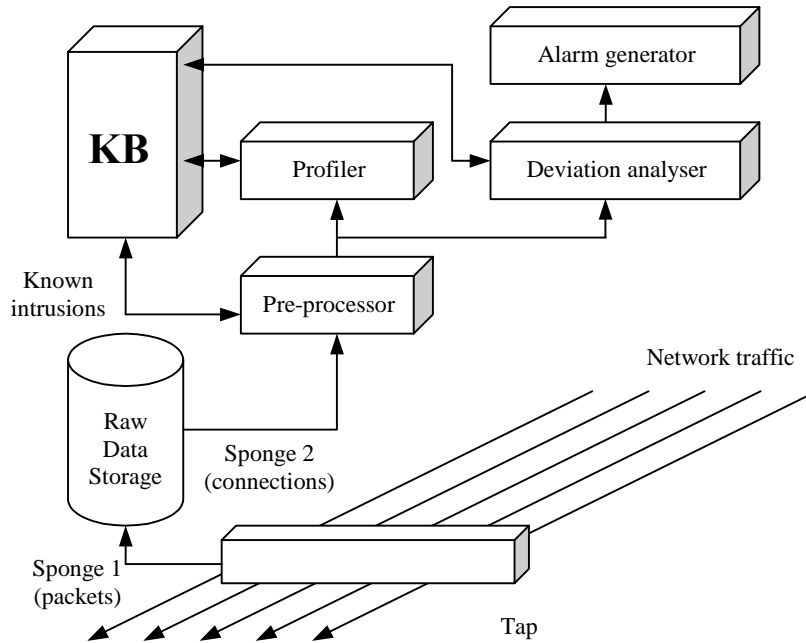 Alarm generator
KB
Profiler
Deviation analyser
Known
intrusions
Pre-processor
Network traffic
Raw
Data
Storage
Sponge 2
(connections)
Sponge 1
(packets)
Tap